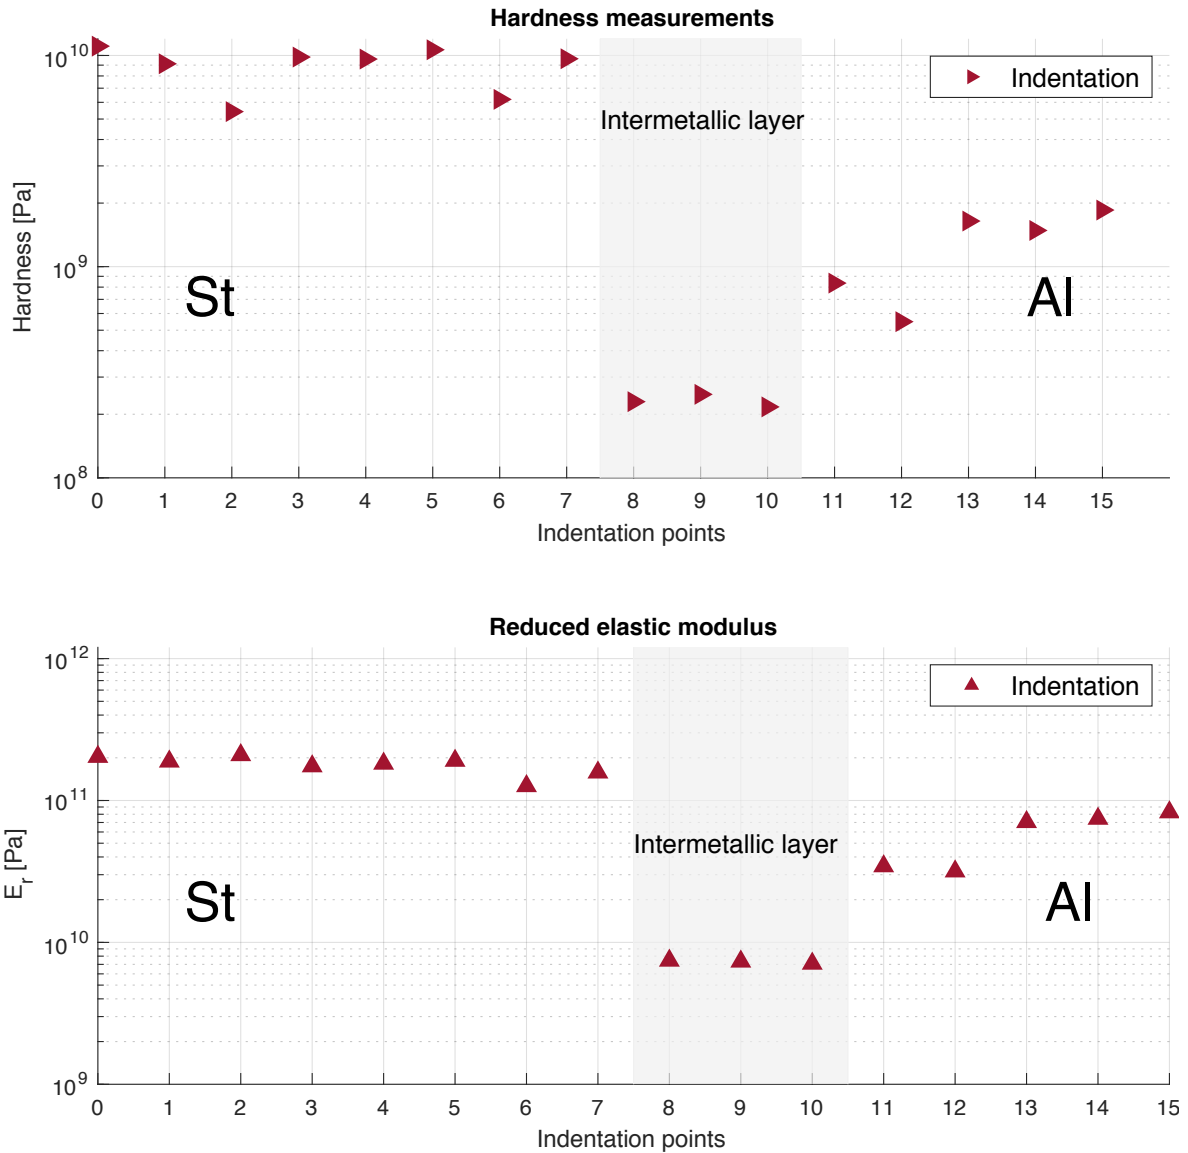 Hardness measurements
10^10
10^9
10^8
Hardness [Pa]
Indentation
Intermetallic layer
St
Al
0 1 2 3 4 5 6 7 8 9 10 11 12 13 14 15
Indentation points
Reduced elastic modulus
10^12
10^11
10^10
10^9
E_r [Pa]
Indentation
Intermetallic layer
St
Al
0 1 2 3 4 5 6 7 8 9 10 11 12 13 14 15
Indentation points